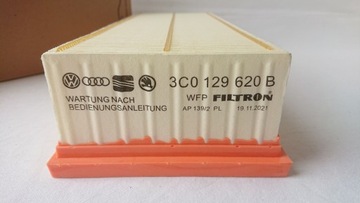 3C0 129 620 B
WARTUNG NACH
BEDIENUNGSANLEITUNG
WFP FILTRON
AP 139/2 PL 19.11.2021